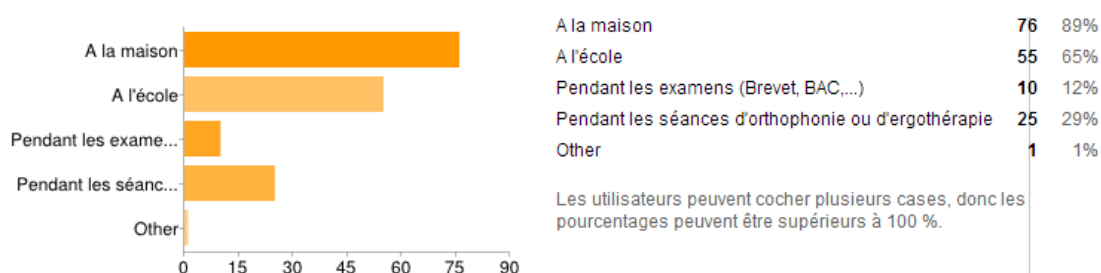 A la maison
A l'école
Pendant les exame...
Pendant les séanc...
Other
0 15 30 45 60 75 90
A la maison 76 89%
A l'école 55 65%
Pendant les examens (Brevet, BAC,...) 10 12%
Pendant les séances d'orthophonie ou d'ergothérapie 25 29%
Other 1 1%
Les utilisateurs peuvent cocher plusieurs cases, donc les
pourcentages peuvent être supérieurs à 100 %.